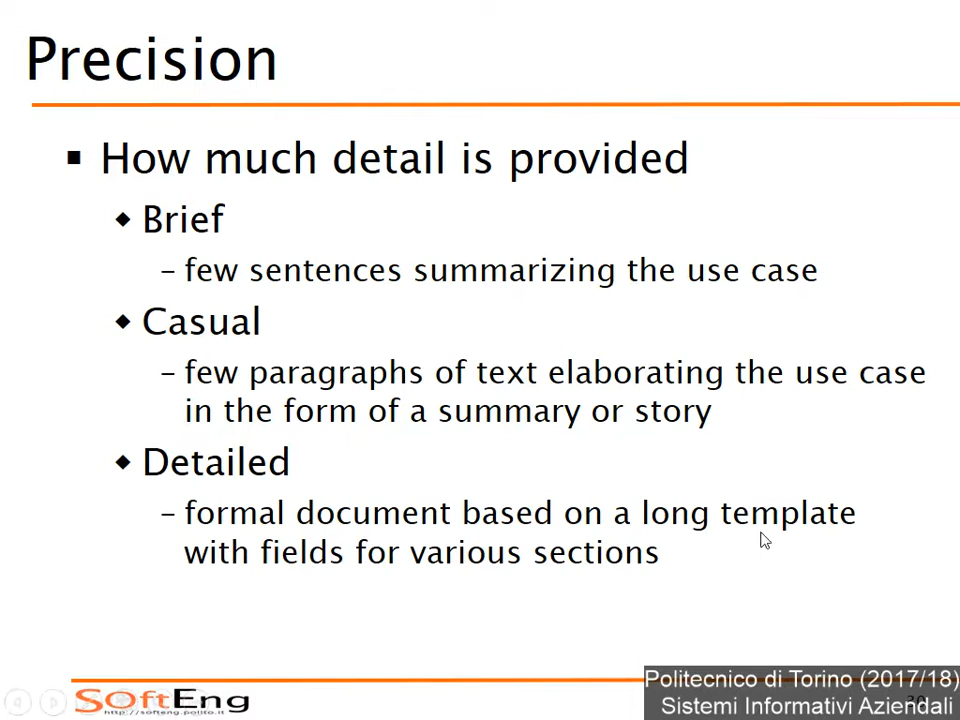 Precision
▪ How much detail is provided
◆ Brief
– few sentences summarizing the use case
◆ Casual
– few paragraphs of text elaborating the use case
in the form of a summary or story
◆ Detailed
– formal document based on a long template
with fields for various sections
SOftEng
http://softeng.polito.it
Politecnico di Torino (2017/18)
Sistemi Informativi Aziendali